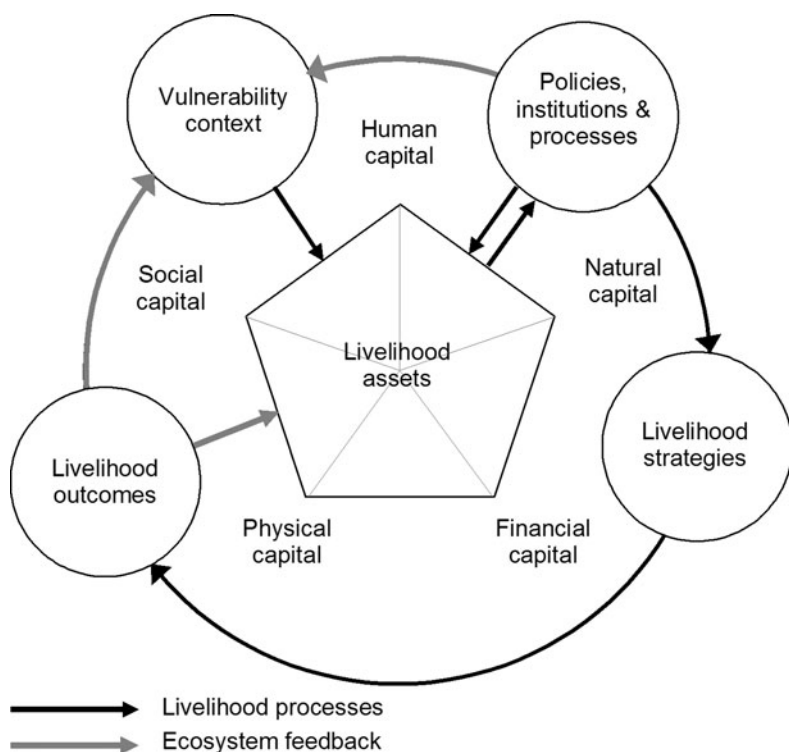 Vulnerability
context
Policies,
institutions &
processes
Human
capital
Social
capital
Natural
capital
Livelihood
assets
Livelihood
strategies
Livelihood
outcomes
Physical
capital
Financial
capital
Livelihood processes
Ecosystem feedback